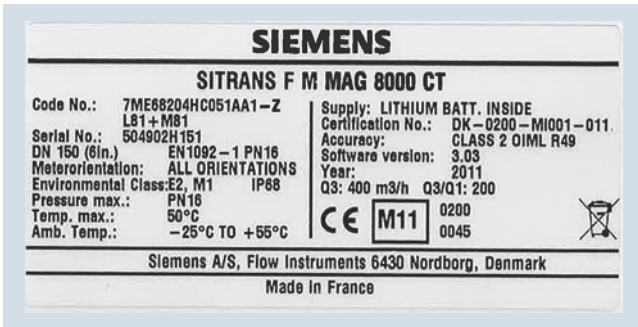 SIEMENS
SITRANS F M MAG 8000 CT
Code No.: 7ME68204HC051AA1-Z
L81+M81
Serial No.: 504902H151
DN 150 (6in.) EN1092-1 PN16
Meterorientation: ALL ORIENTATIONS
Environmental Class:E2, M1 IP68
Pressure max.: PN16
Temp. max.: 50°C
Amb. Temp.: -25°C TO +55°C
Supply: LITHIUM BATT. INSIDE
Certification No.: DK-0200-MI001-011
Accuracy: CLASS 2 OIML R49
Software version: 3.03
Year: 2011
Q3: 400 m3/h Q3/Q1: 200
CE M11 0200
0045
Siemens A/S, Flow Instruments 6430 Nordborg, Denmark
Made in France